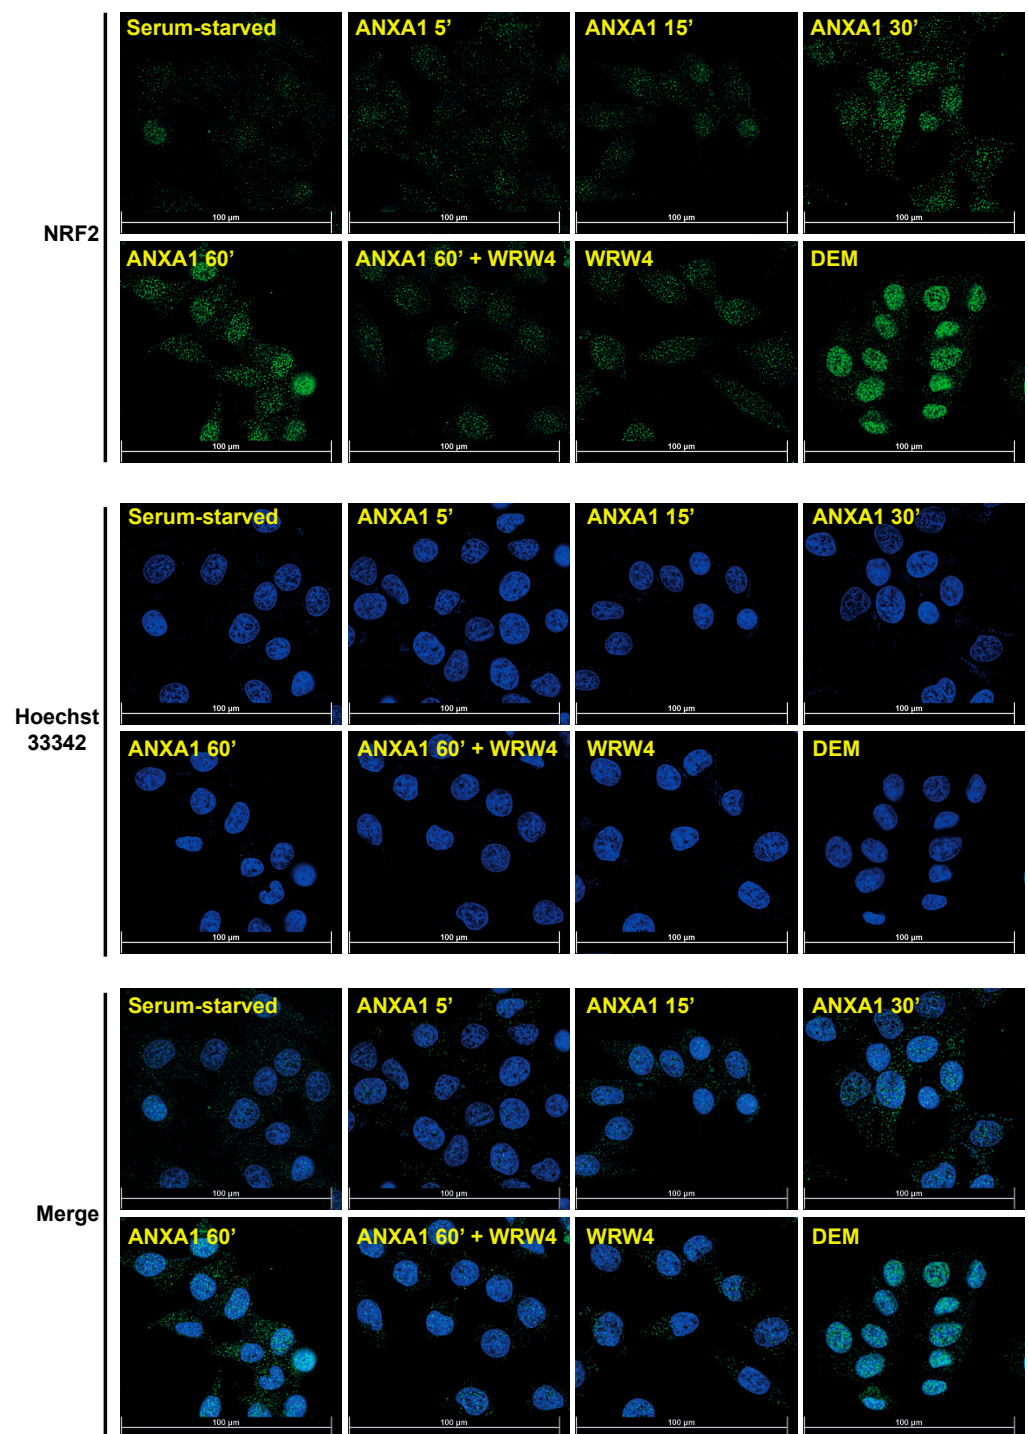 NRF2
Serum-starved
ANXA1 5’
ANXA1 15’
ANXA1 30’
100 µm
100 µm
100 µm
100 µm
ANXA1 60’
ANXA1 60’ + WRW4
WRW4
DEM
100 µm
100 µm
100 µm
100 µm
Hoechst
33342
Serum-starved
ANXA1 5’
ANXA1 15’
ANXA1 30’
100 µm
100 µm
100 µm
100 µm
ANXA1 60’
ANXA1 60’ + WRW4
WRW4
DEM
100 µm
100 µm
100 µm
100 µm
Merge
Serum-starved
ANXA1 5’
ANXA1 15’
ANXA1 30’
100 µm
100 µm
100 µm
100 µm
ANXA1 60’
ANXA1 60’ + WRW4
WRW4
DEM
100 µm
100 µm
100 µm
100 µm